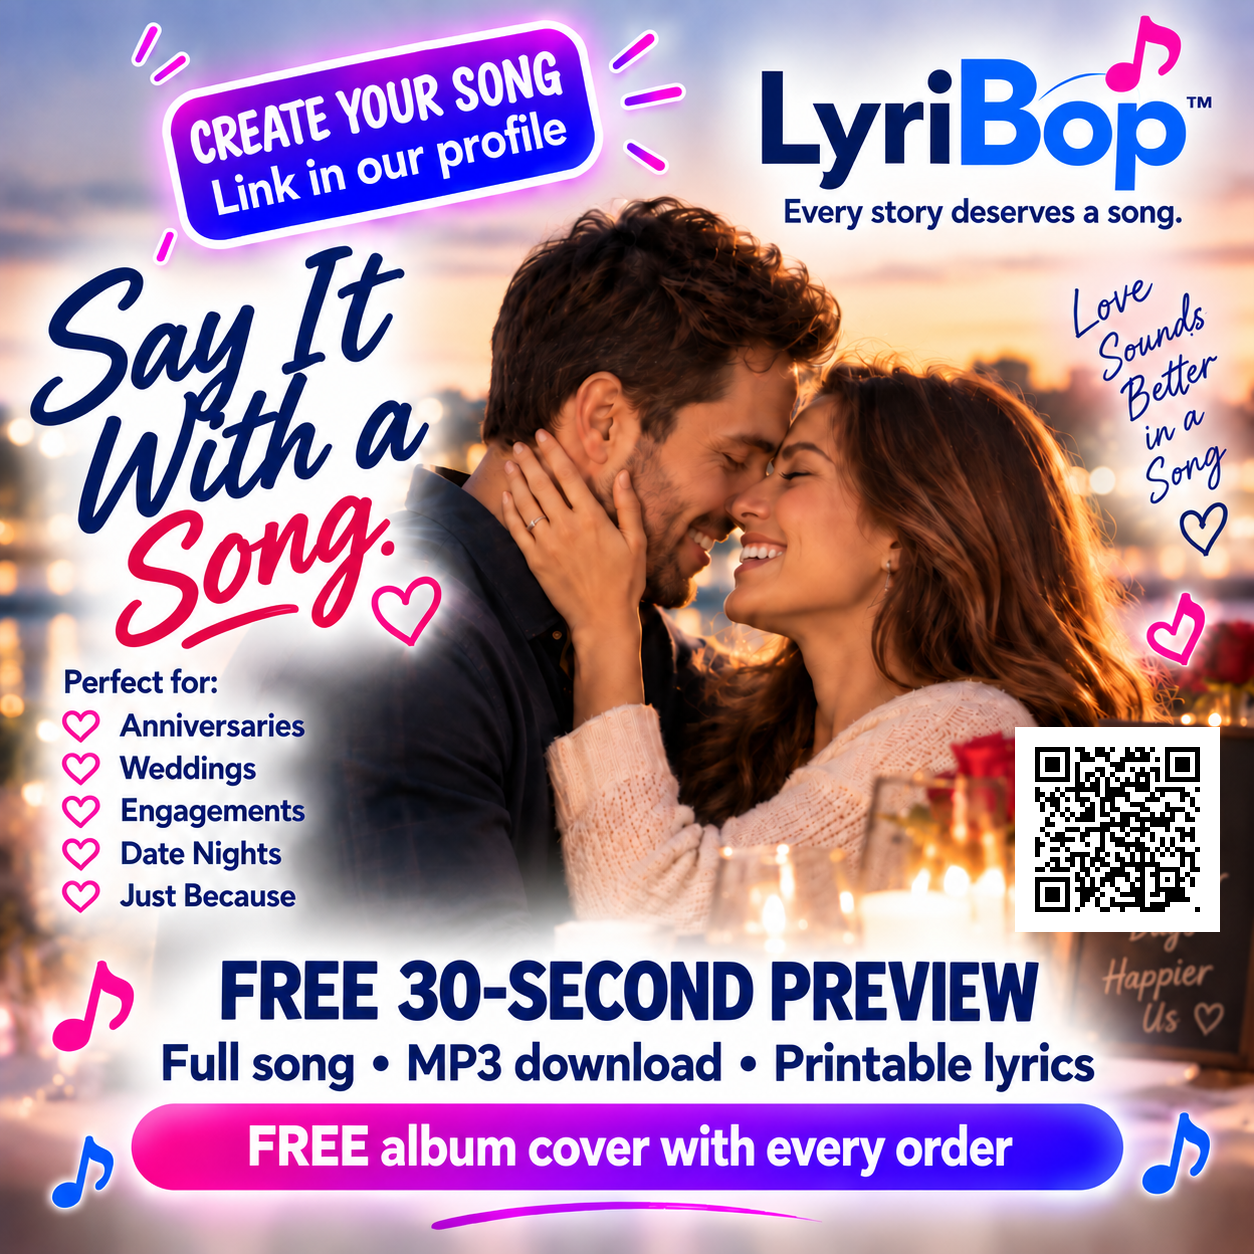 CREATE YOUR SONG
Link in our profile
LyriBop™
Every story deserves a song.
Say It
With a
Song.
Love
Sounds
Better
in a
Song
Perfect for:
Anniversaries
Weddings
Engagements
Date Nights
Just Because
Happier
Us
FREE 30-SECOND PREVIEW
Full song • MP3 download • Printable lyrics
FREE album cover with every order